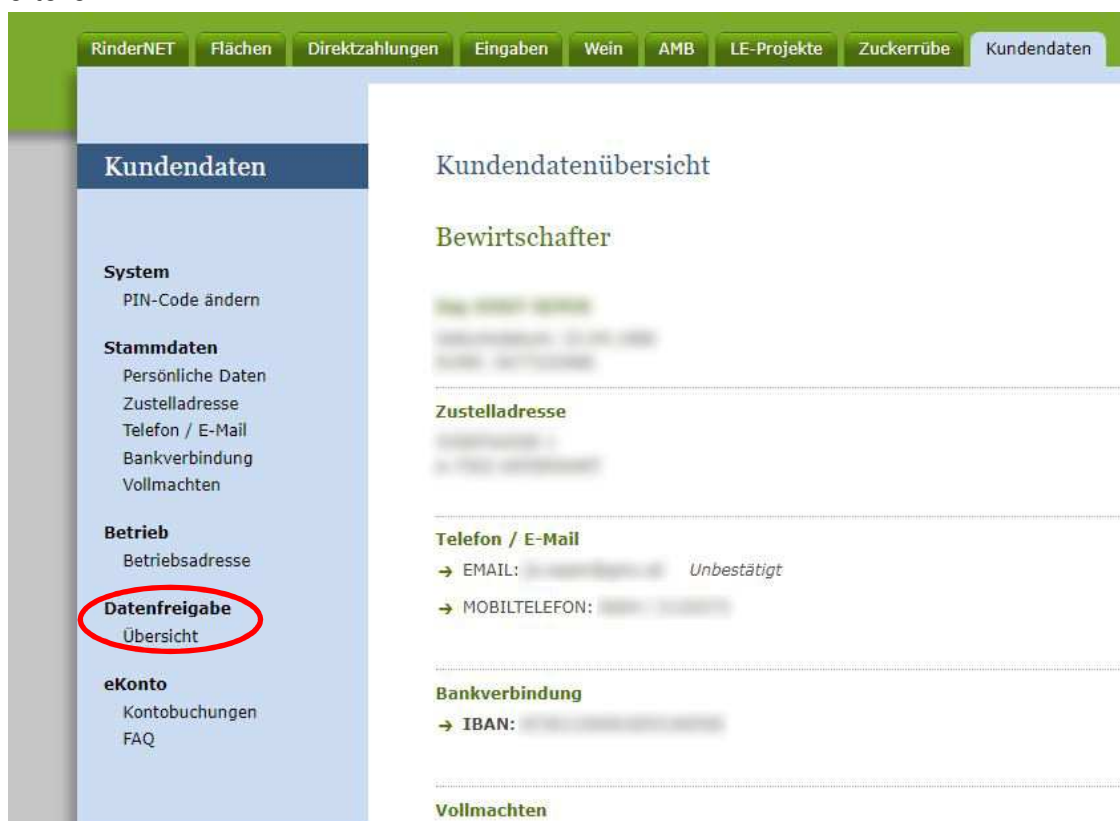 RinderNET Flächen Direktzahlungen Eingaben Wein AMB LE-Projekte Zuckerrübe Kundendaten
Kundendaten
System
PIN-Code ändern
Stammdaten
Persönliche Daten
Zustelladresse
Telefon / E-Mail
Bankverbindung
Vollmachten
Betrieb
Betriebsadresse
Datenfreigabe
Übersicht
eKonto
Kontobuchungen
FAQ
Kundendatenübersicht
Bewirtschafter
Zustelladresse
Telefon / E-Mail
→ EMAIL: Unbestätigt
→ MOBILTELEFON:
Bankverbindung
→ IBAN:
Vollmachten